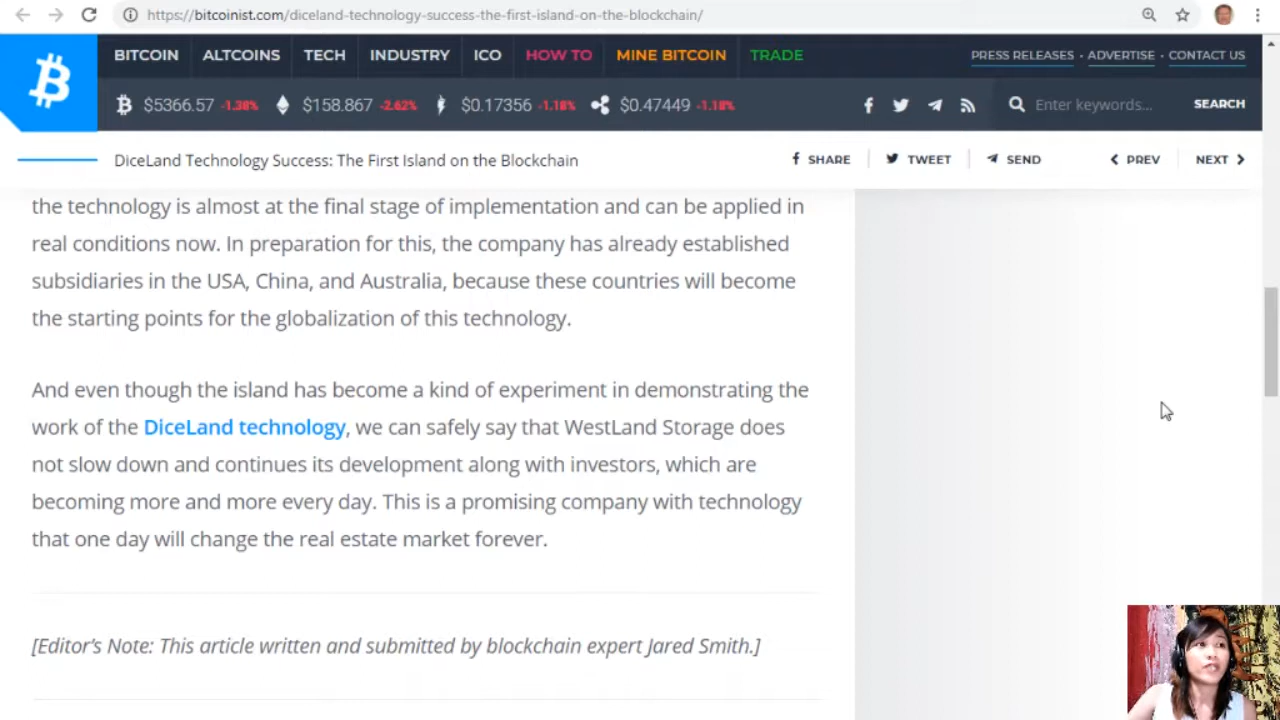 https://bitcoinist.com/diceland-technology-success-the-first-island-on-the-blockchain/
BITCOIN ALTCOINS TECH INDUSTRY ICO HOW TO MINE BITCOIN TRADE PRESS RELEASES · ADVERTISE · CONTACT US
$5366.57 -1.38% $158.867 -2.62% $0.17356 -1.18% $0.47449 -1.18% Enter keywords... SEARCH
DiceLand Technology Success: The First Island on the Blockchain SHARE TWEET SEND PREV NEXT
the technology is almost at the final stage of implementation and can be applied in
real conditions now. In preparation for this, the company has already established
subsidiaries in the USA, China, and Australia, because these countries will become
the starting points for the globalization of this technology.
And even though the island has become a kind of experiment in demonstrating the
work of the DiceLand technology, we can safely say that WestLand Storage does
not slow down and continues its development along with investors, which are
becoming more and more every day. This is a promising company with technology
that one day will change the real estate market forever.
[Editor's Note: This article written and submitted by blockchain expert Jared Smith.]